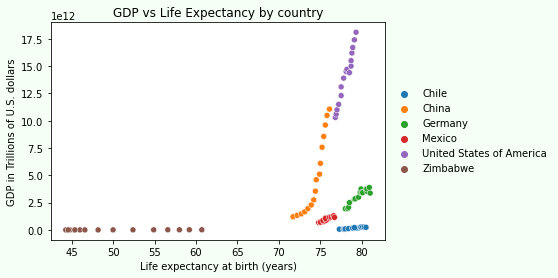 GDP vs Life Expectancy by country
1e12
17.5
15.0
12.5
10.0
7.5
5.0
2.5
0.0
GDP in Trillions of U.S. dollars
45 50 55 60 65 70 75 80
Life expectancy at birth (years)
Chile
China
Germany
Mexico
United States of America
Zimbabwe